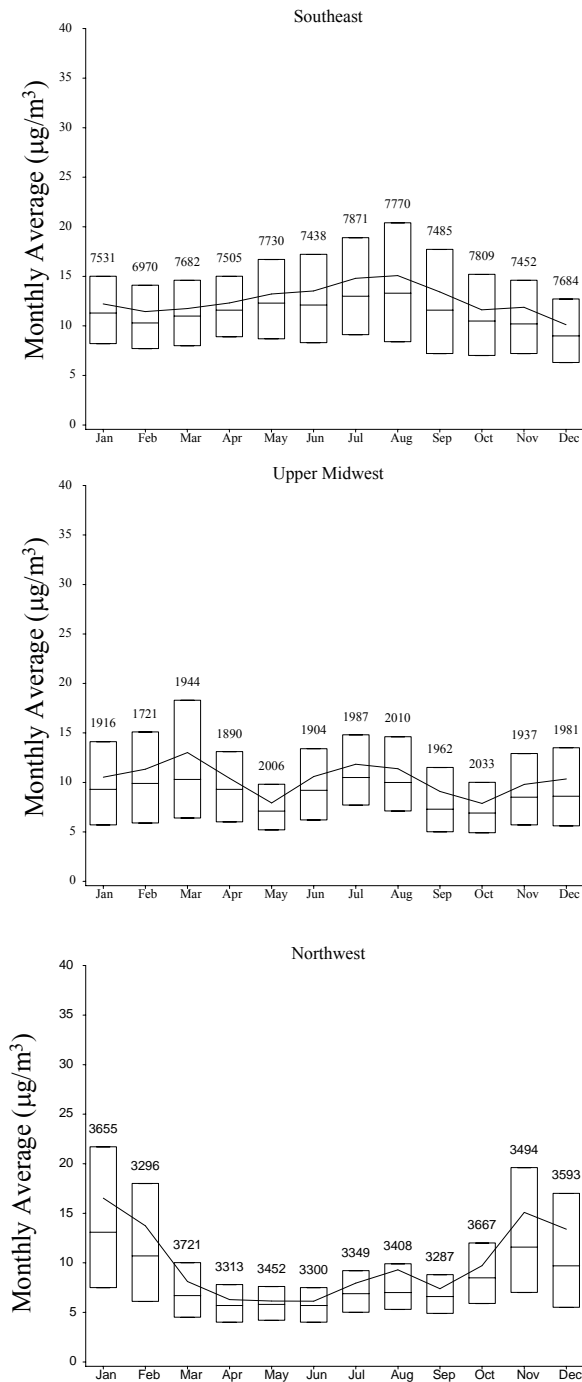 Southeast
Monthly Average (µg/m³)
40
35
30
25
20
15
10
5
0
7531 6970 7682 7505 7730 7438 7871 7770 7485 7809 7452 7684
Jan Feb Mar Apr May Jun Jul Aug Sep Oct Nov Dec
Upper Midwest
Monthly Average (µg/m³)
40
35
30
25
20
15
10
5
0
1916 1721 1944 1890 2006 1904 1987 2010 1962 2033 1937 1981
Jan Feb Mar Apr May Jun Jul Aug Sep Oct Nov Dec
Northwest
Monthly Average (µg/m³)
40
35
30
25
20
15
10
5
0
3655 3296 3721 3313 3452 3300 3349 3408 3287 3667 3494 3593
Jan Feb Mar Apr May Jun Jul Aug Sep Oct Nov Dec